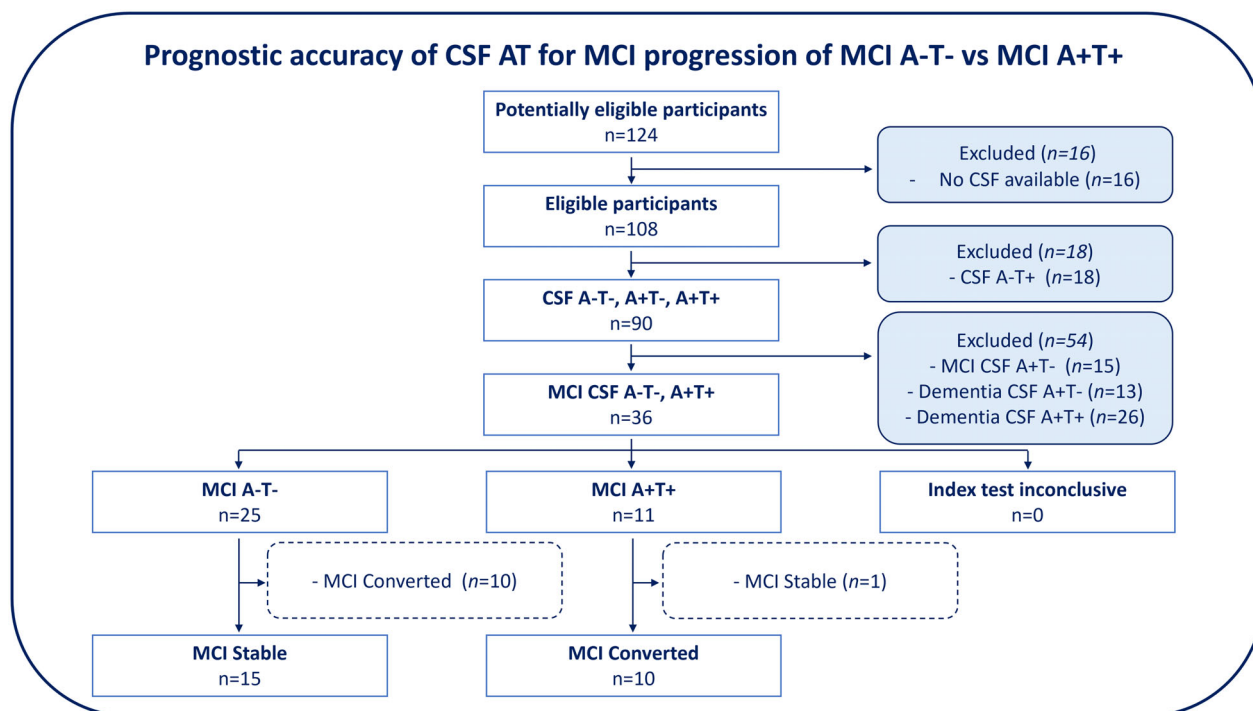 Prognostic accuracy of CSF AT for MCI progression of MCI A-T- vs MCI A+T+
Potentially eligible participants
n=124
Excluded (n=16)
- No CSF available (n=16)
Eligible participants
n=108
Excluded (n=18)
- CSF A-T+ (n=18)
CSF A-T-, A+T-, A+T+
n=90
Excluded (n=54)
- MCI CSF A+T- (n=15)
- Dementia CSF A+T- (n=13)
- Dementia CSF A+T+ (n=26)
MCI CSF A-T-, A+T+
n=36
MCI A-T-
n=25
MCI A+T+
n=11
Index test inconclusive
n=0
- MCI Converted (n=10)
- MCI Stable (n=1)
MCI Stable
n=15
MCI Converted
n=10